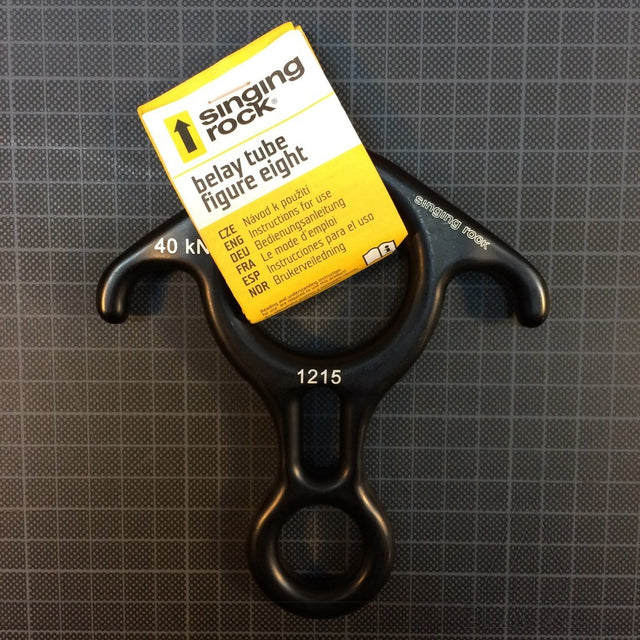 singing
rock®
belay tube
figure eight
CZE Návod k použití
ENG Instructions for use
DEU Bedienungsanleitung
FRA Le mode d'emploi
ESP Instrucciones para el uso
NOR Brukerveiledning
40 kN
singing rock
1215